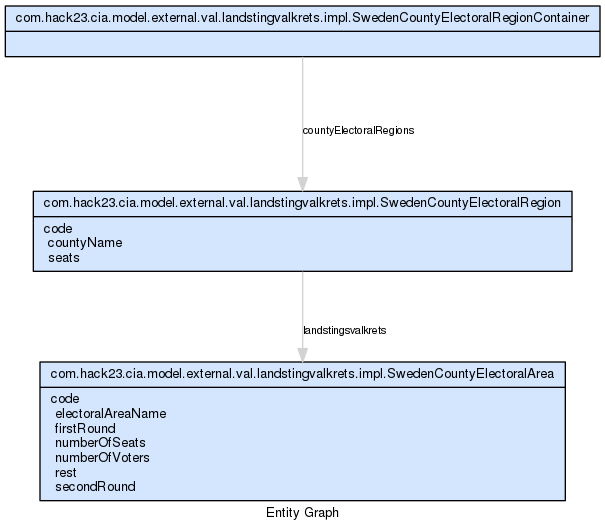 com.hack23.cia.model.external.val.landstingvalkrets.impl.SwedenCountyElectoralRegionContainer
countyElectoralRegions
com.hack23.cia.model.external.val.landstingvalkrets.impl.SwedenCountyElectoralRegion
code
countyName
seats
landstingsvalkrets
com.hack23.cia.model.external.val.landstingvalkrets.impl.SwedenCountyElectoralArea
code
electoralAreaName
firstRound
numberOfSeats
numberOfVoters
rest
secondRound
Entity Graph